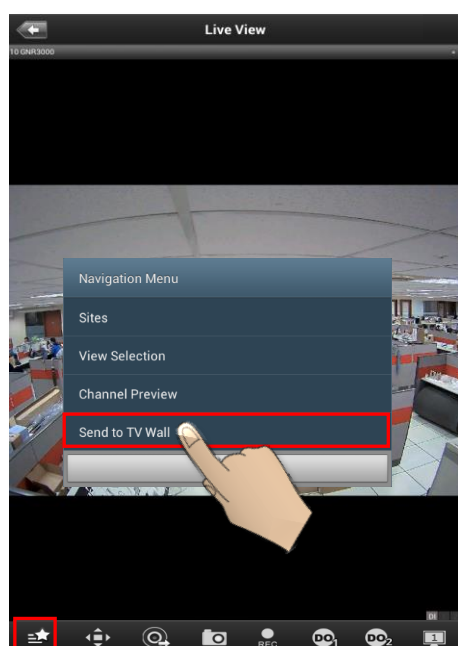 Live View
10 GNR3000
Navigation Menu
Sites
View Selection
Channel Preview
Send to TV Wall
DI 1
REC
DO1
DO2
1